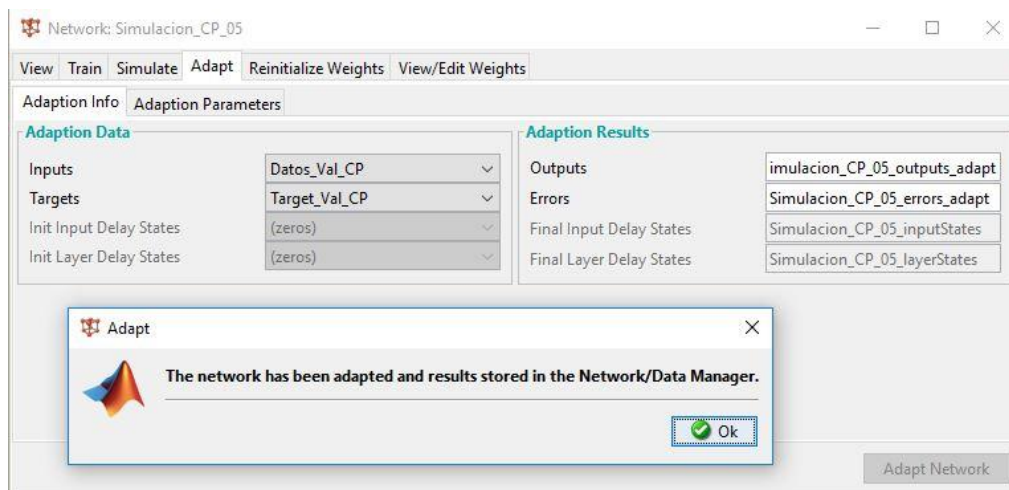 Network: Simulacion_CP_05
View Train Simulate Adapt Reinitialize Weights View/Edit Weights
Adaption Info Adaption Parameters
Adaption Data
Inputs Datos_Val_CP
Targets Target_Val_CP
Init Input Delay States (zeros)
Init Layer Delay States (zeros)
Adaption Results
Outputs imulacion_CP_05_outputs_adapt
Errors Simulacion_CP_05_errors_adapt
Final Input Delay States Simulacion_CP_05_inputStates
Final Layer Delay States Simulacion_CP_05_layerStates
Adapt
The network has been adapted and results stored in the Network/Data Manager.
Ok
Adapt Network